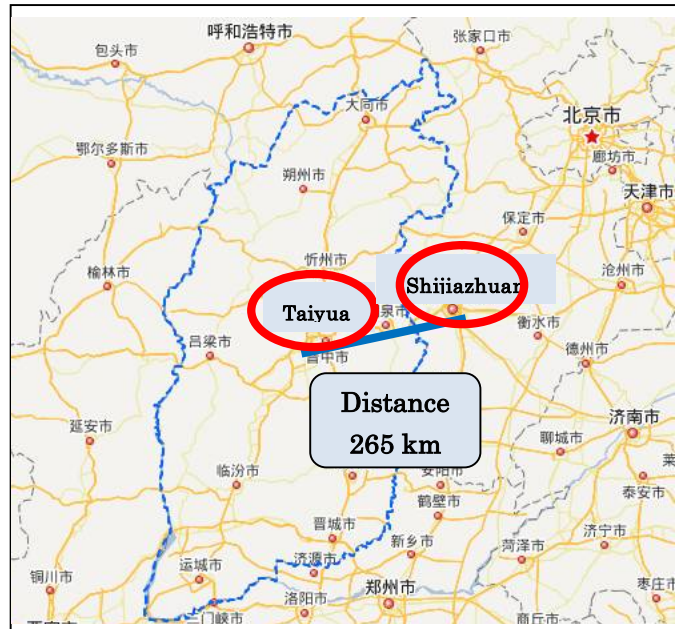 呼和浩特市
张家口市
包头市
大同市
北京市
鄂尔多斯市
廊坊市
朔州市
天津市
保定市
忻州市
榆林市
沧州市
Shijiazhuan
Taiyua
泉市
衡水市
吕梁市
晋中市
德州市
Distance
265 km
济南市
延安市
聊城市
莱
临汾市
安阳市
泰安市
鹤壁市
晋城市
新乡市
济宁市
济源市
菏泽市
运城市
铜川市
郑州市
枣庄市
洛阳市
三门峡市
商丘市